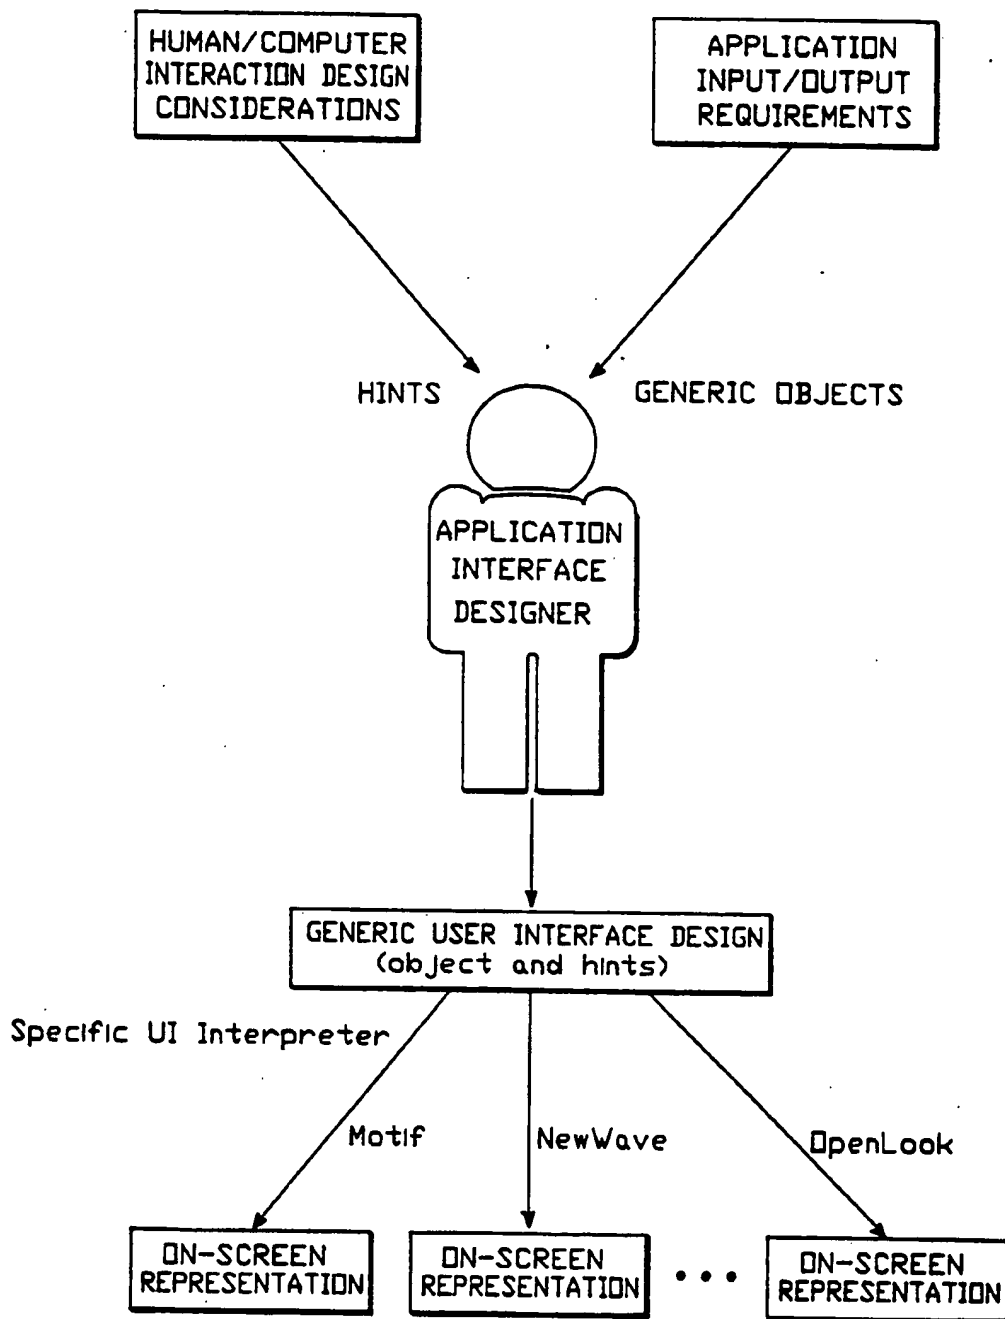 HUMAN/COMPUTER
INTERACTION DESIGN
CONSIDERATIONS
APPLICATION
INPUT/OUTPUT
REQUIREMENTS
HINTS
GENERIC OBJECTS
APPLICATION
INTERFACE
DESIGNER
GENERIC USER INTERFACE DESIGN
(object and hints)
Specific UI Interpreter
Motif
NewWave
OpenLook
ON-SCREEN
REPRESENTATION
ON-SCREEN
REPRESENTATION
• • •
ON-SCREEN
REPRESENTATION